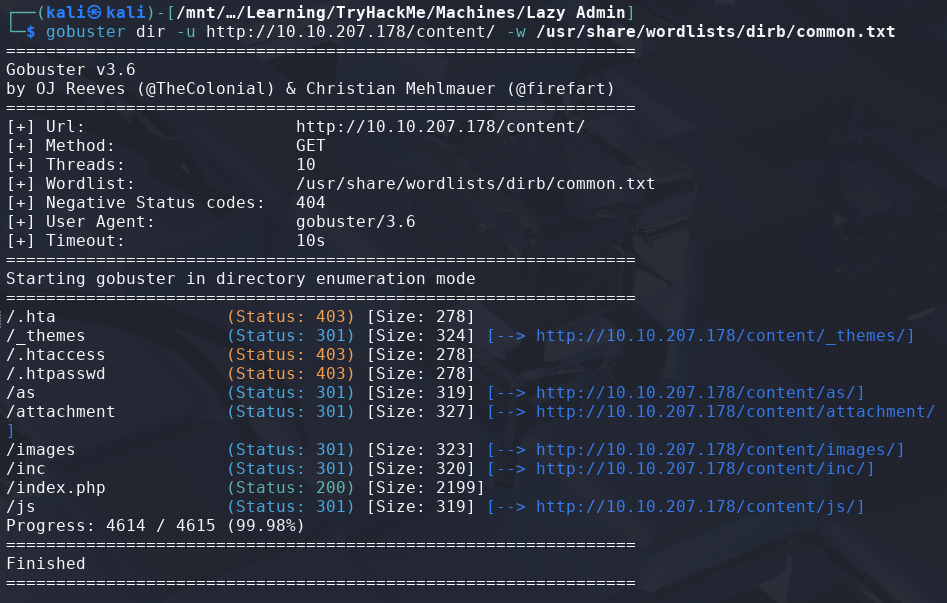 ┌──(kali㉿kali)-[/mnt/…/Learning/TryHackMe/Machines/Lazy Admin]
└─$ gobuster dir -u http://10.10.207.178/content/ -w /usr/share/wordlists/dirb/common.txt
===============================================================
Gobuster v3.6
by OJ Reeves (@TheColonial) & Christian Mehlmauer (@firefart)
===============================================================
[+] Url:                     http://10.10.207.178/content/
[+] Method:                  GET
[+] Threads:                 10
[+] Wordlist:                /usr/share/wordlists/dirb/common.txt
[+] Negative Status codes:   404
[+] User Agent:              gobuster/3.6
[+] Timeout:                 10s
===============================================================
Starting gobuster in directory enumeration mode
===============================================================
/.hta                 (Status: 403) [Size: 278]
/_themes              (Status: 301) [Size: 324] [--> http://10.10.207.178/content/_themes/]
/.htaccess            (Status: 403) [Size: 278]
/.htpasswd            (Status: 403) [Size: 278]
/as                   (Status: 301) [Size: 319] [--> http://10.10.207.178/content/as/]
/attachment           (Status: 301) [Size: 327] [--> http://10.10.207.178/content/attachment/
]
/images               (Status: 301) [Size: 323] [--> http://10.10.207.178/content/images/]
/inc                  (Status: 301) [Size: 320] [--> http://10.10.207.178/content/inc/]
/index.php            (Status: 200) [Size: 2199]
/js                   (Status: 301) [Size: 319] [--> http://10.10.207.178/content/js/]
Progress: 4614 / 4615 (99.98%)
===============================================================
Finished
===============================================================